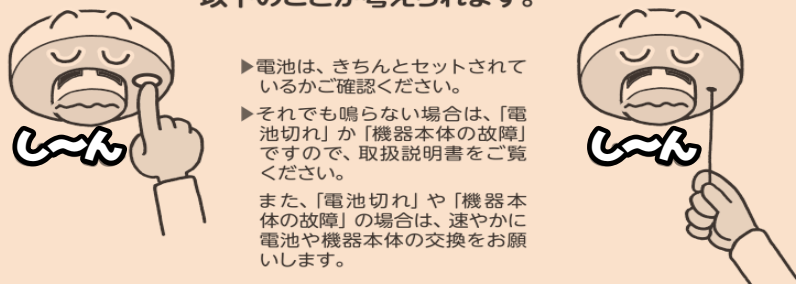 以下のことが考えられます。
▶電池は、きちんとセットされて
いるかご確認ください。
▶それでも鳴らない場合は、「電
池切れ」か「機器本体の故障」
ですので、取扱説明書をご覧
ください。
また、「電池切れ」や「機器本
体の故障」の場合は、速やかに
電池や機器本体の交換をお願
いします。
し〜ん
し〜ん